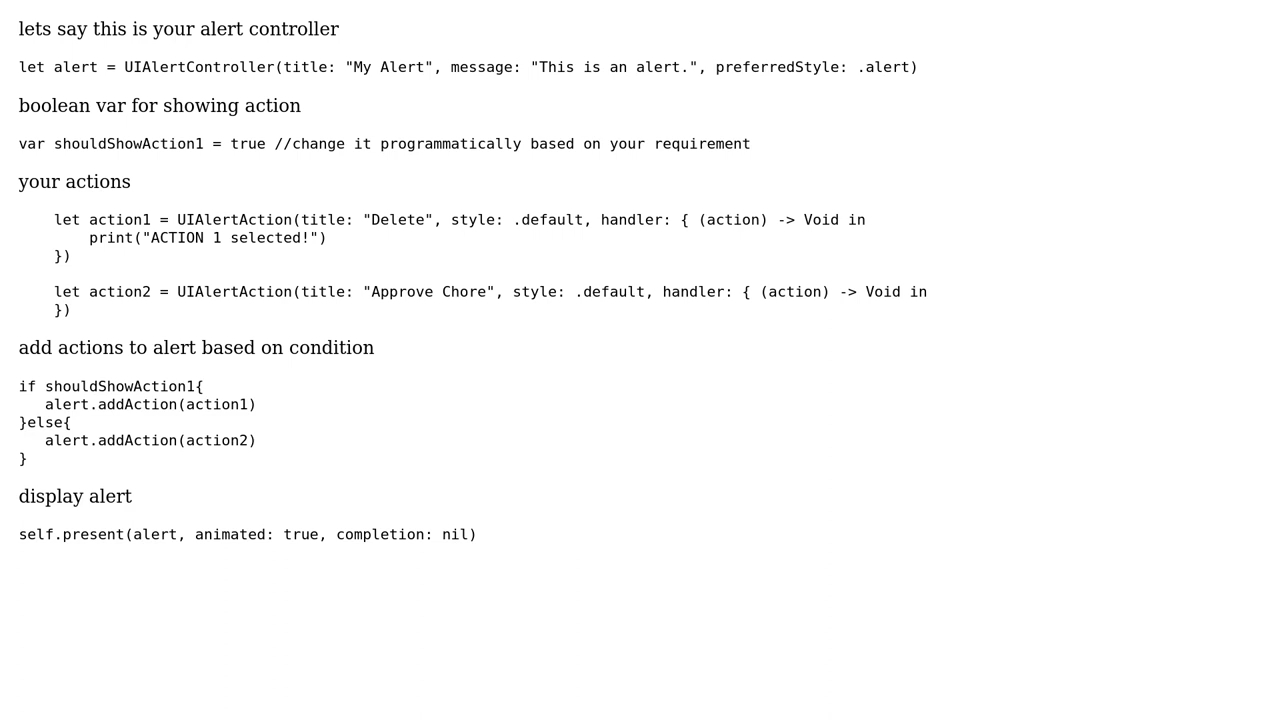 lets say this is your alert controller
let alert = UIAlertController(title: "My Alert", message: "This is an alert.", preferredStyle: .alert)
boolean var for showing action
var shouldShowAction1 = true //change it programmatically based on your requirement
your actions
    let action1 = UIAlertAction(title: "Delete", style: .default, handler: { (action) -> Void in
        print("ACTION 1 selected!")
    })
    let action2 = UIAlertAction(title: "Approve Chore", style: .default, handler: { (action) -> Void in
    })
add actions to alert based on condition
if shouldShowAction1{
   alert.addAction(action1)
}else{
   alert.addAction(action2)
}
display alert
self.present(alert, animated: true, completion: nil)